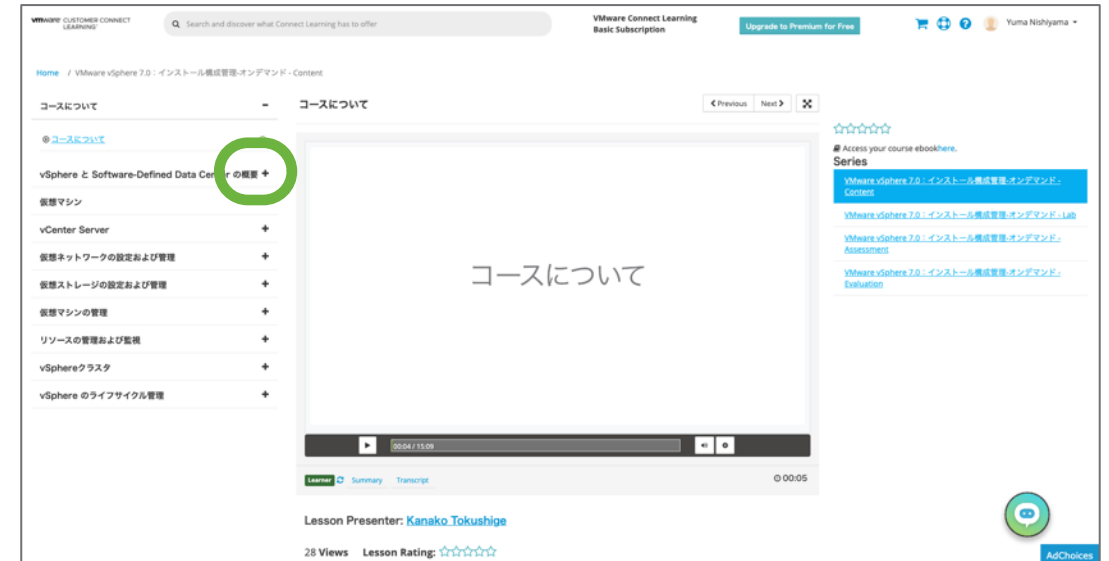 vmware CUSTOMER CONNECT
LEARNING
Search and discover what Connect Learning has to offer
VMware Connect Learning
Basic Subscription
Upgrade to Premium for Free
Yuma Nishiyama
Home / VMware vSphere 7.0：インストール構成管理-オンデマンド - Content
コースについて
コースについて
vSphere と Software-Defined Data Center の概要
仮想マシン
vCenter Server
仮想ネットワークの設定および管理
仮想ストレージの設定および管理
仮想マシンの管理
リソースの管理および監視
vSphereクラスタ
vSphere のライフサイクル管理
コースについて
Previous Next
コースについて
00:04 / 15:09
Learner Summary Transcript
00:05
Lesson Presenter: Kanako Tokushige
28 Views Lesson Rating:
Access your course ebookhere.
Series
VMware vSphere 7.0：インストール構成管理-オンデマンド -
Content
VMware vSphere 7.0：インストール構成管理-オンデマンド - Lab
VMware vSphere 7.0：インストール構成管理-オンデマンド -
Assessment
VMware vSphere 7.0：インストール構成管理-オンデマンド -
Evaluation
AdChoices